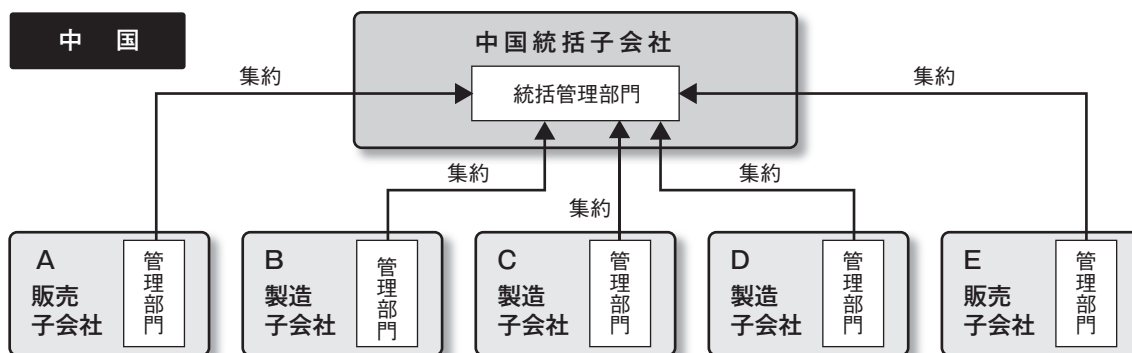 中国
中国統括子会社
統括管理部門
集約
集約
集約
集約
集約
A
販売
子会社
管理部門
B
製造
子会社
管理部門
C
製造
子会社
管理部門
D
製造
子会社
管理部門
E
販売
子会社
管理部門